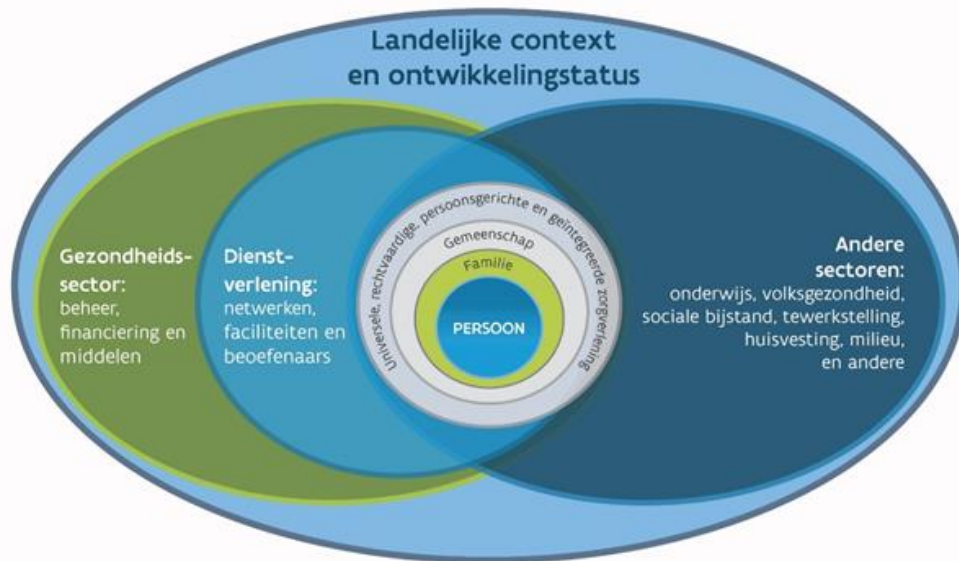 Landelijke context
en ontwikkelingstatus
Gezondheids-
sector:
beheer,
financiering en
middelen
Dienst-
verlening:
netwerken,
faciliteiten en
beoefenaars
Universele, rechtvaardige, persoonsgerichte en geïntegreerde zorgverlening
Gemeenschap
Familie
PERSOON
Andere
sectoren:
onderwijs, volksgezondheid,
sociale bijstand, tewerkstelling,
huisvesting, milieu,
en andere